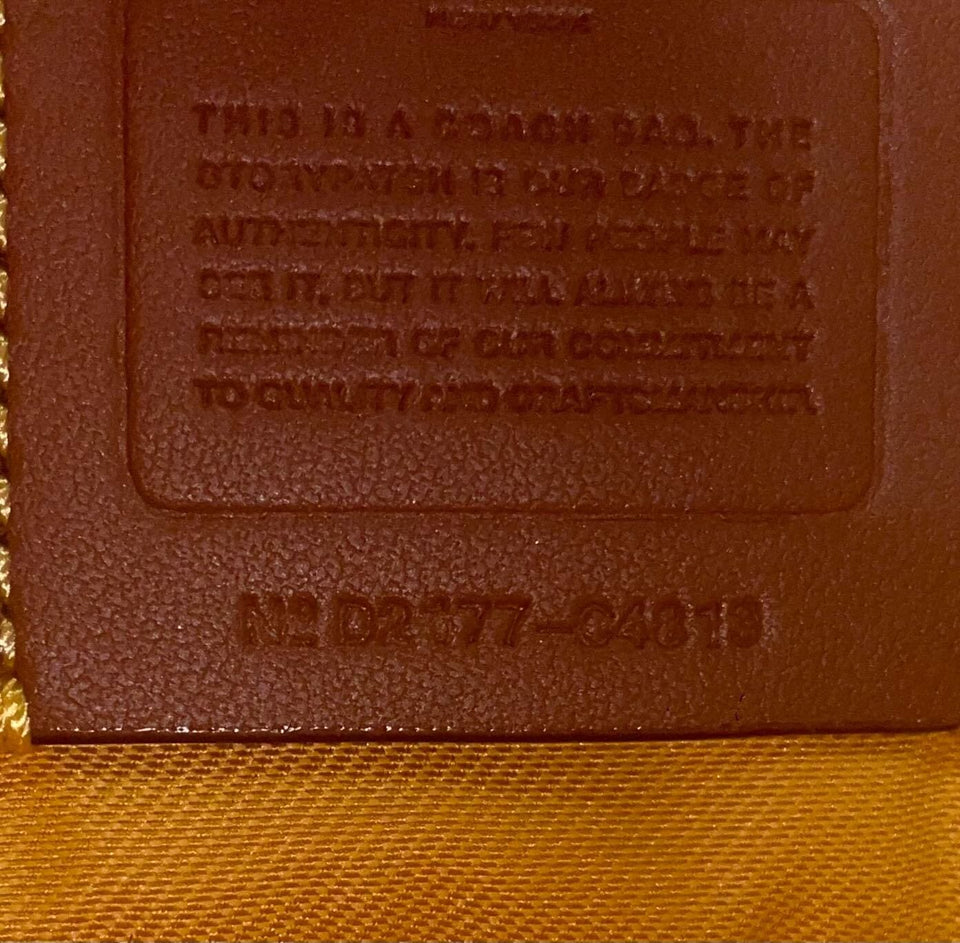 THIS IS A COACH BAG. THE
STORYPATCH IS OUR BADGE OF
AUTHENTICITY. FEW PEOPLE MAY
SEE IT, BUT IT WILL ALWAYS BE A
REMINDER OF OUR COMMITMENT
TO QUALITY AND CRAFTSMANSHIP.
Nº